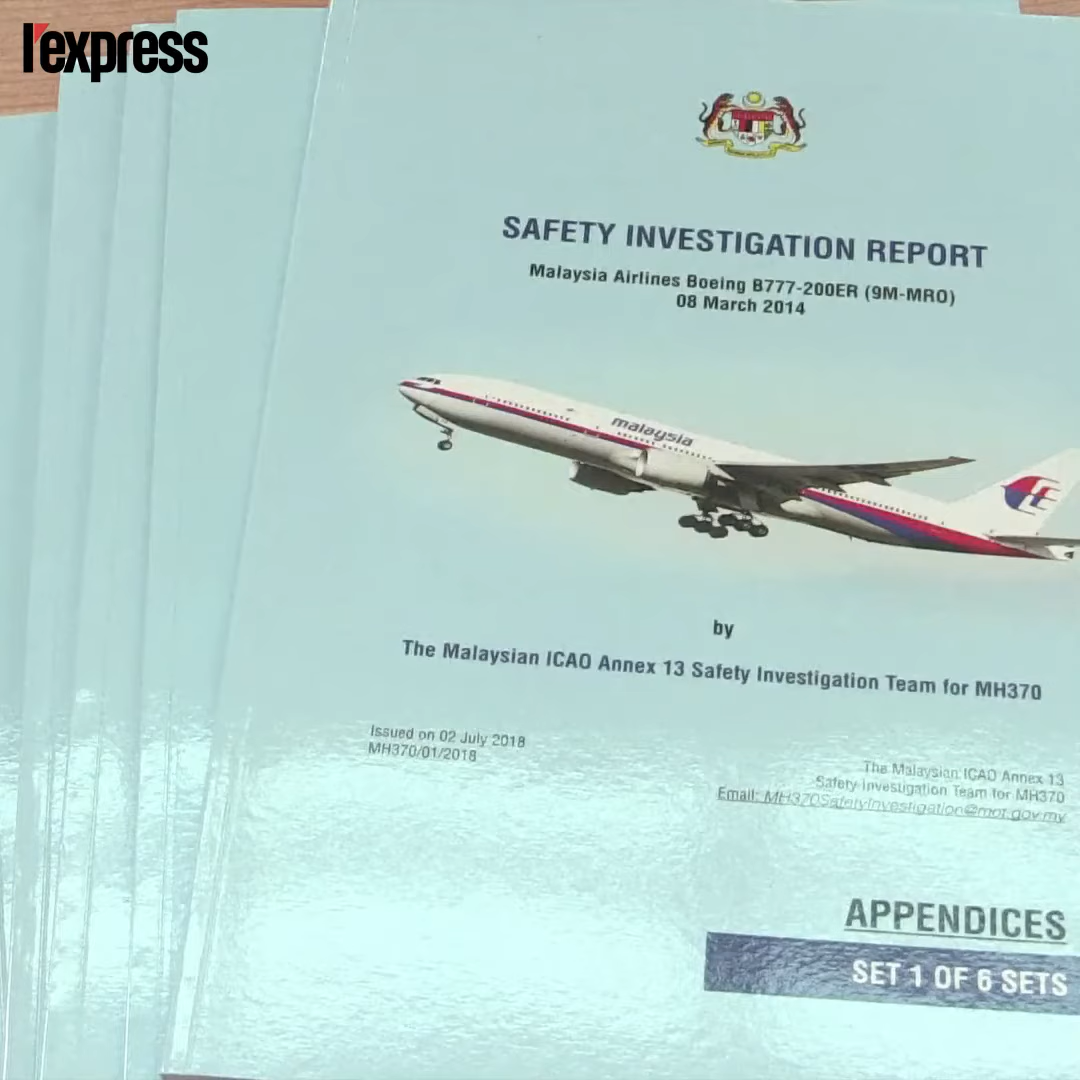 l'express
SAFETY INVESTIGATION REPORT
Malaysia Airlines Boeing B777-200ER (9M-MRO)
08 March 2014
malaysia
by
The Malaysian ICAO Annex 13 Safety Investigation Team for MH370
Issued on 02 July 2018
MH370/01/2018
The Malaysian ICAO Annex 13
Safety Investigation Team for MH370
Email: MH370SafetyInvestigation@mot.gov.my
APPENDICES
SET 1 OF 6 SETS